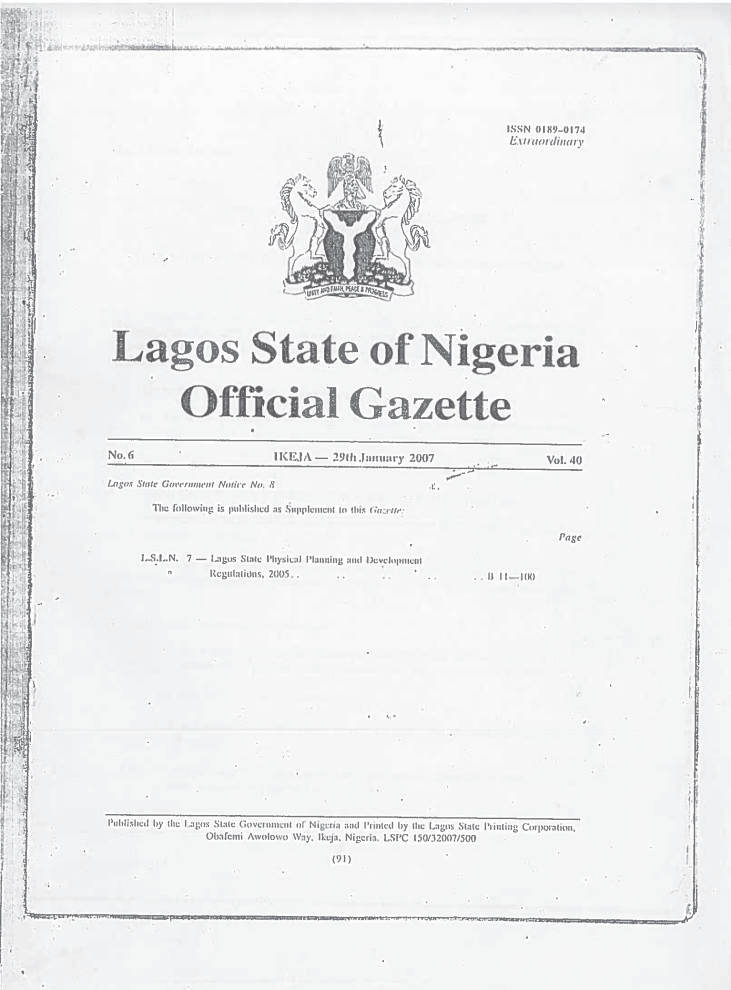 ISSN 0189–0174
Extraordinary
UNITY AND FAITH, PEACE & PROGRESS
Lagos State of Nigeria
Official Gazette
No. 6 IKEJA — 29th January 2007 Vol. 40
Lagos State Government Notice No. 8
The following is published as Supplement to this Gazette:
Page
L.S.L.N. 7 — Lagos State Physical Planning and Development
" Regulations, 2005 . . . . . . . . . . B 11—100
Published by the Lagos State Government of Nigeria and Printed by the Lagos State Printing Corporation,
Obafemi Awolowo Way, Ikeja, Nigeria. LSPC 150/32007/500
(91)